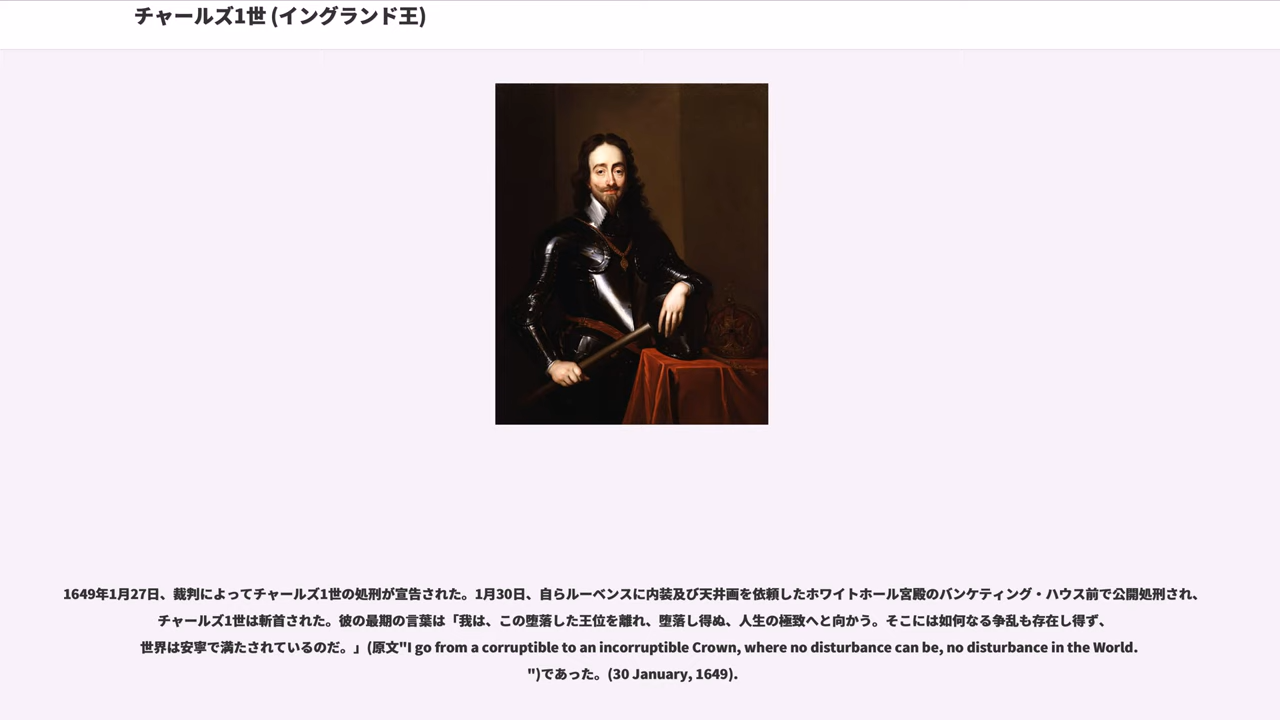 チャールズ1世 (イングランド王)
1649年1月27日、裁判によってチャールズ1世の処刑が宣告された。1月30日、自らルーベンスに内装及び天井画を依頼したホワイトホール宮殿のバンケティング・ハウス前で公開処刑され、
チャールズ1世は斬首された。彼の最期の言葉は「我は、この堕落した王位を離れ、堕落し得ぬ、人生の極致へと向かう。そこには如何なる争乱も存在し得ず、
世界は安寧で満たされているのだ。」(原文"I go from a corruptible to an incorruptible Crown, where no disturbance can be, no disturbance in the World.
")であった。(30 January, 1649).